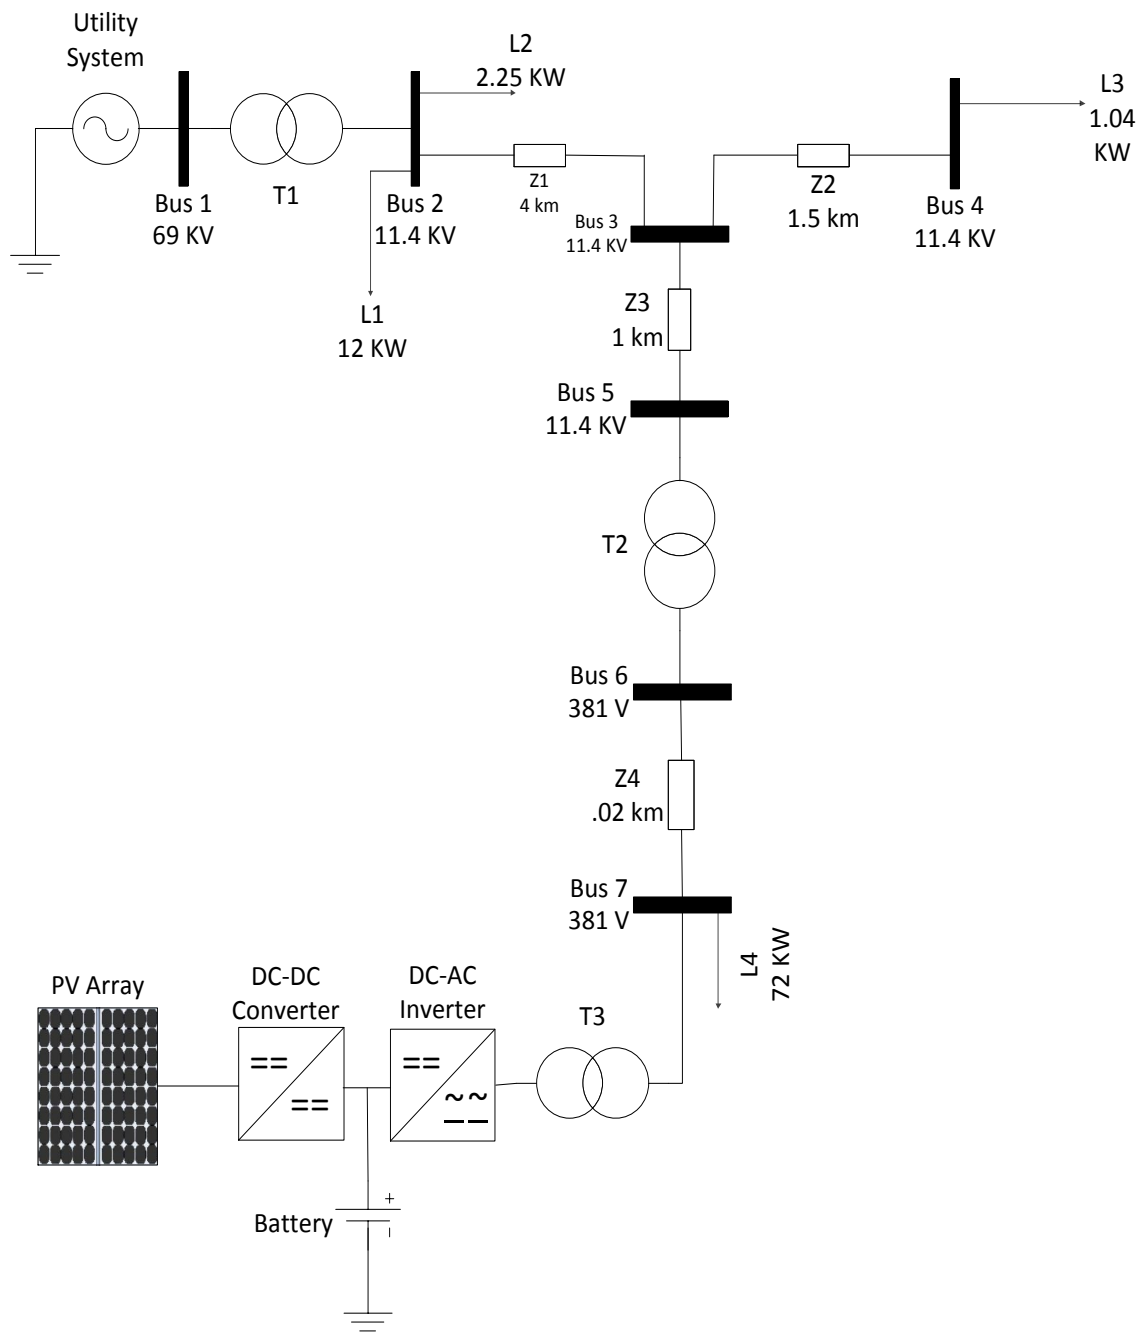 Utility
System
Bus 1
69 KV
T1
Bus 2
11.4 KV
L2
2.25 KW
L1
12 KW
Z1
4 km
Bus 3
11.4 KV
Z2
1.5 km
Bus 4
11.4 KV
L3
1.04
KW
Z3
1 km
Bus 5
11.4 KV
T2
Bus 6
381 V
Z4
.02 km
Bus 7
381 V
L4
72 KW
PV Array
DC-DC
Converter
DC-AC
Inverter
T3
Battery
+
-